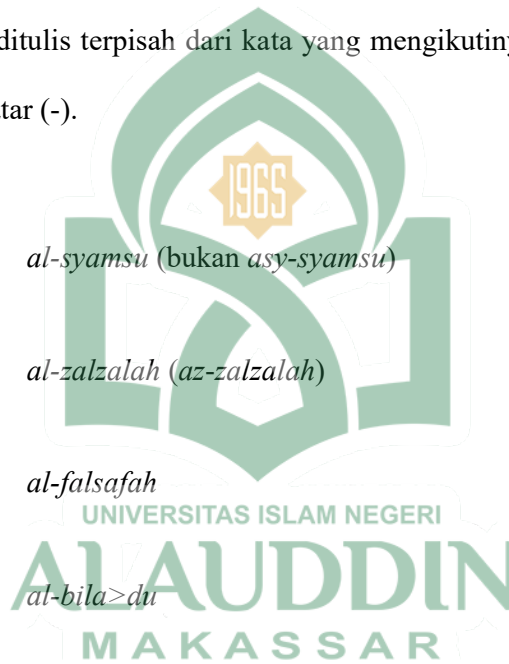 ditulis terpisah dari kata yang mengikutiny
tar (-).
1965
al-syamsu (bukan asy-syamsu)
al-zalzalah (az-zalzalah)
al-falsafah
UNIVERSITAS ISLAM NEGERI
ALAUDDIN
al-bila>du
MAKASSAR